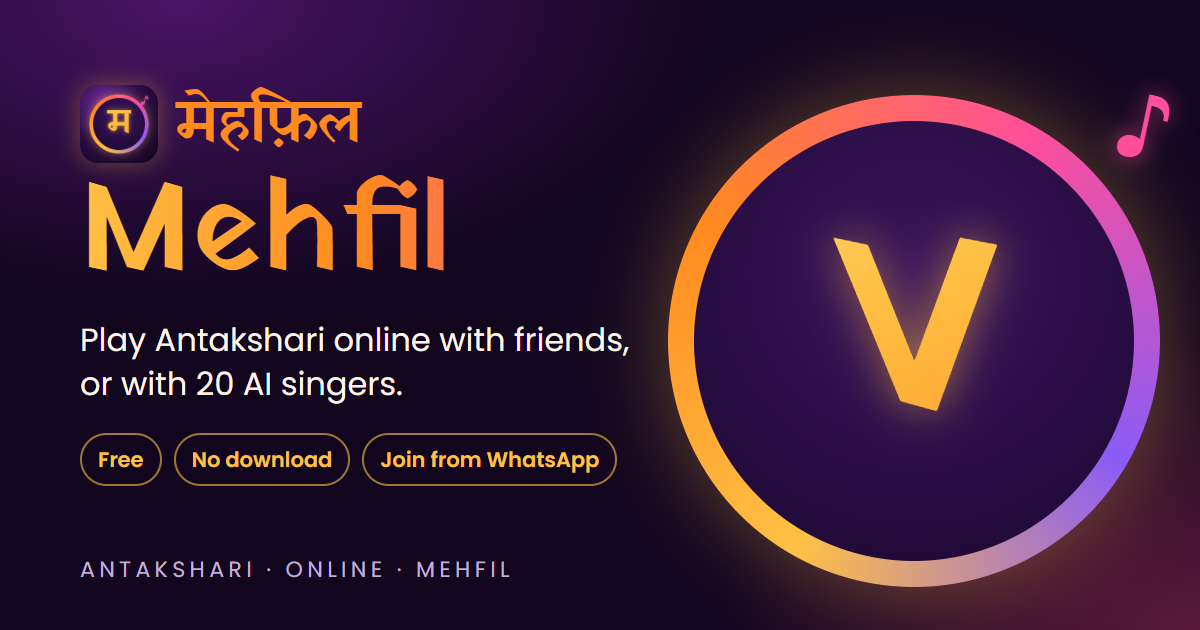 म
मेहफ़िल
Mehfil
Play Antakshari online with friends,
or with 20 AI singers.
Free
No download
Join from WhatsApp
ANTAKSHARI · ONLINE · MEHFIL
V